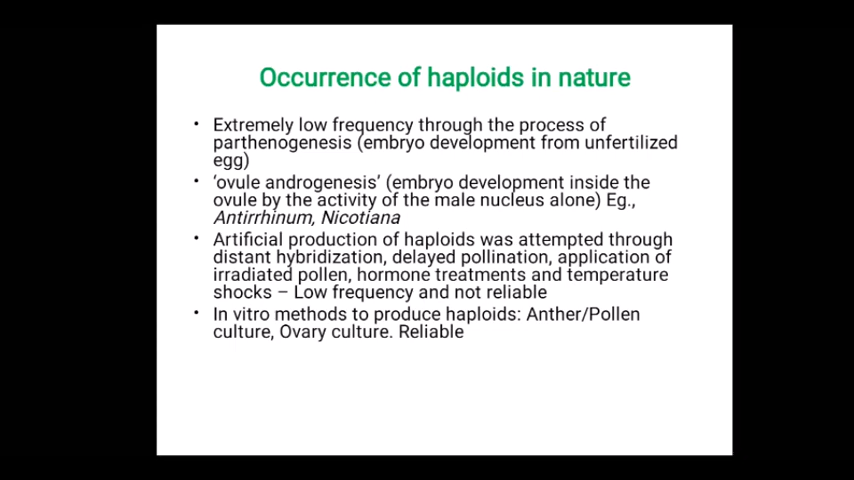 Occurrence of haploids in nature
• Extremely low frequency through the process of
parthenogenesis (embryo development from unfertilized
egg)
• ‘ovule androgenesis’ (embryo development inside the
ovule by the activity of the male nucleus alone) Eg.,
Antirrhinum, Nicotiana
• Artificial production of haploids was attempted through
distant hybridization, delayed pollination, application of
irradiated pollen, hormone treatments and temperature
shocks – Low frequency and not reliable
• In vitro methods to produce haploids: Anther/Pollen
culture, Ovary culture. Reliable